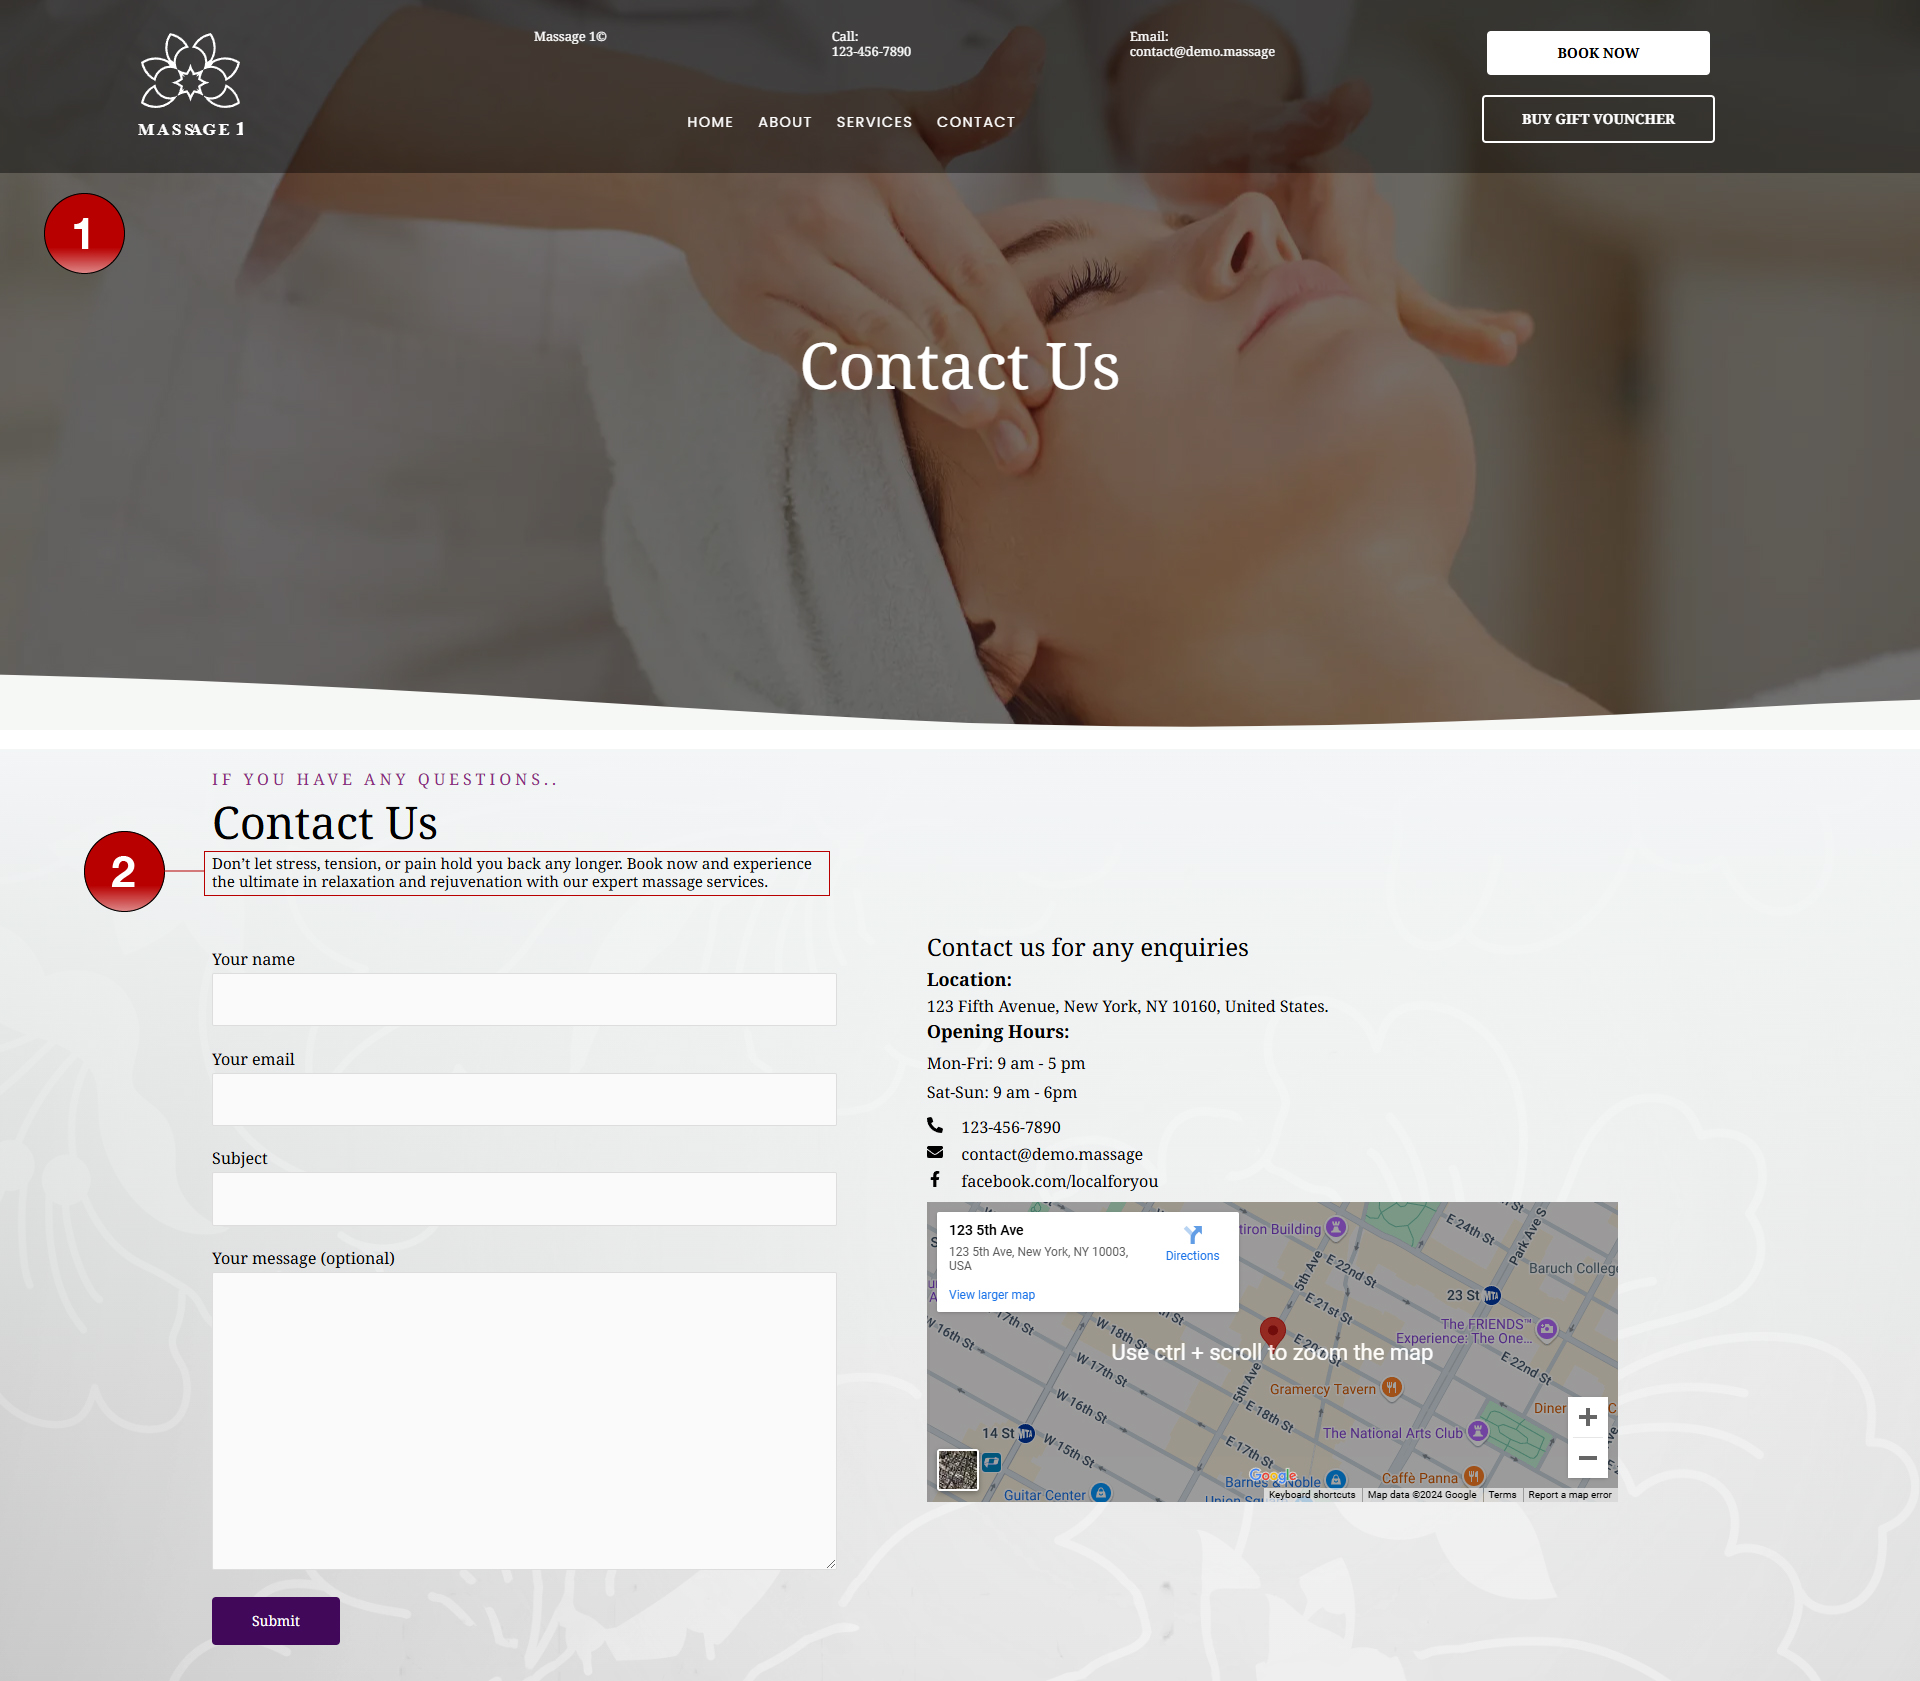 MASSAGE 1
Massage 1©
Call:
123-456-7890
Email:
contact@demo.massage
BOOK NOW
HOME ABOUT SERVICES CONTACT
BUY GIFT VOUNCHER
1
Contact Us
IF YOU HAVE ANY QUESTIONS..
Contact Us
2
Don’t let stress, tension, or pain hold you back any longer. Book now and experience
the ultimate in relaxation and rejuvenation with our expert massage services.
Your name
Your email
Subject
Your message (optional)
Submit
Contact us for any enquiries
Location:
123 Fifth Avenue, New York, NY 10160, United States.
Opening Hours:
Mon-Fri: 9 am - 5 pm
Sat-Sun: 9 am - 6pm
123-456-7890
contact@demo.massage
facebook.com/localforyou
123 5th Ave
123 5th Ave, New York, NY 10003,
USA
Directions
View larger map
tiron Building
E 24th St
Park Ave S
Baruch College
5th Ave
E 22nd St
23 St
E 21st St
The FRIENDS™
Experience: The One...
E 20th St
E 22nd St
17th St
W 16th St
W 18th St
Use ctrl + scroll to zoom the map
W 17th St
5th Ave
Gramercy Tavern
W 16th St
E 18th St
Diner
The National Arts Club
14 St
W 15th St
E 17th St
Caffè Panna
Barnes & Noble
Google
Guitar Center
Keyboard shortcuts
Map data ©2024 Google
Terms
Report a map error